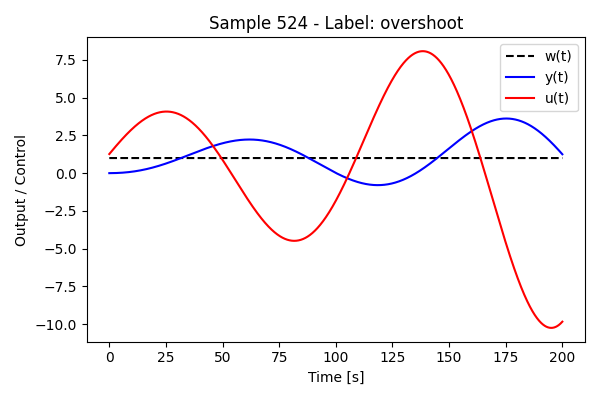 Sample 524 - Label: overshoot
w(t)
y(t)
u(t)
Output / Control
7.5
5.0
2.5
0.0
−2.5
−5.0
−7.5
−10.0
0 25 50 75 100 125 150 175 200
Time [s]